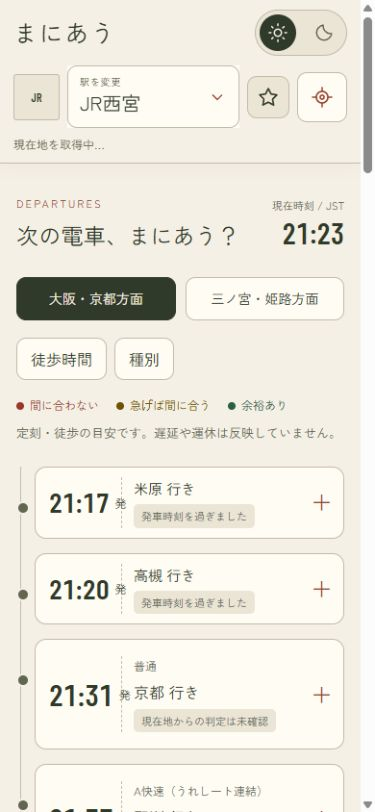 まにあう
JR
駅を変更
JR西宮
現在地を取得中…
DEPARTURES
現在時刻 / JST
次の電車、まにあう？
21:23
大阪・京都方面
三ノ宮・姫路方面
徒歩時間
種別
間に合わない
急げば間に合う
余裕あり
定刻・徒歩の目安です。遅延や運休は反映していません。
21:17 発
米原 行き
発車時刻を過ぎました
21:20 発
高槻 行き
発車時刻を過ぎました
普通
21:31 発
京都 行き
現在地からの判定は未確認
A快速（うれしート連結）